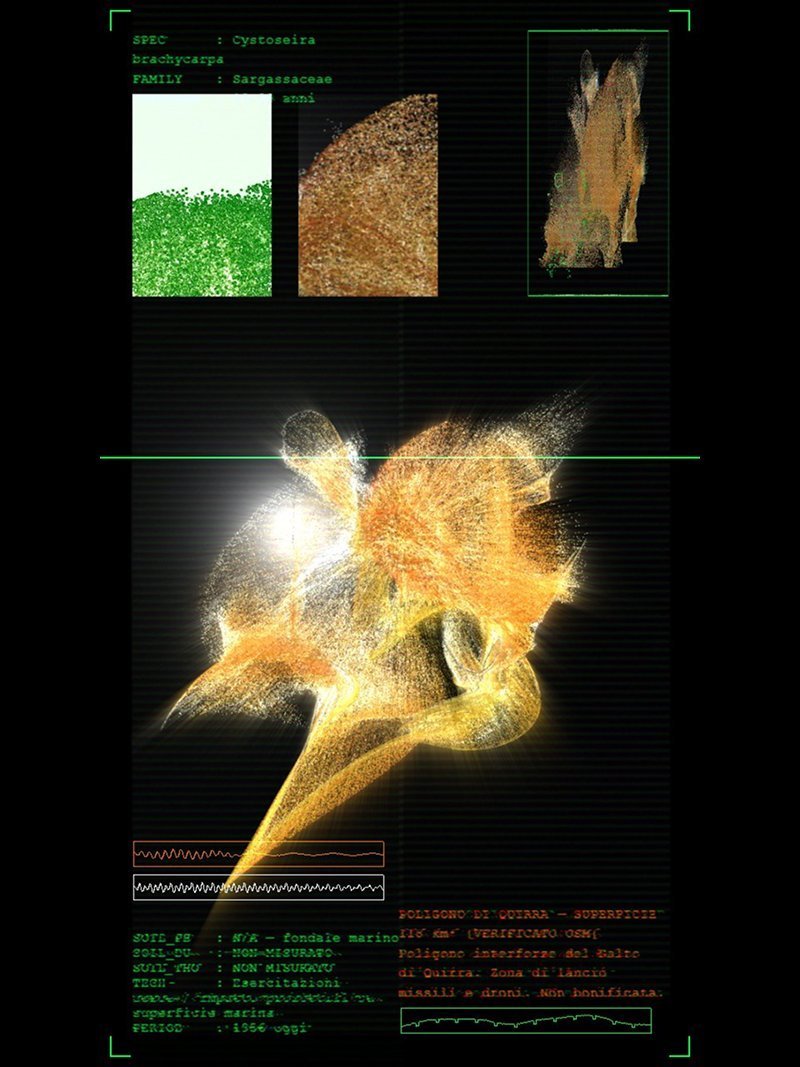 SPEC : Cystoseira
brachycarpa
FAMILY : Sargassaceae
anni
POLIGONO DI QUIRRA — SUPERFICIE
km² (VERIFICATO OSM)
Poligono interforze del Salto
di Quirra. Zona di lancio
missili e droni. Non bonificata.
SOIL_PB : N/A — fondale marino
SOIL_DU : NON MISURATO
SOIL_THO : NON MISURATO
TECH : Esercitazioni
superficie marina
PERIOD : 1956 oggi